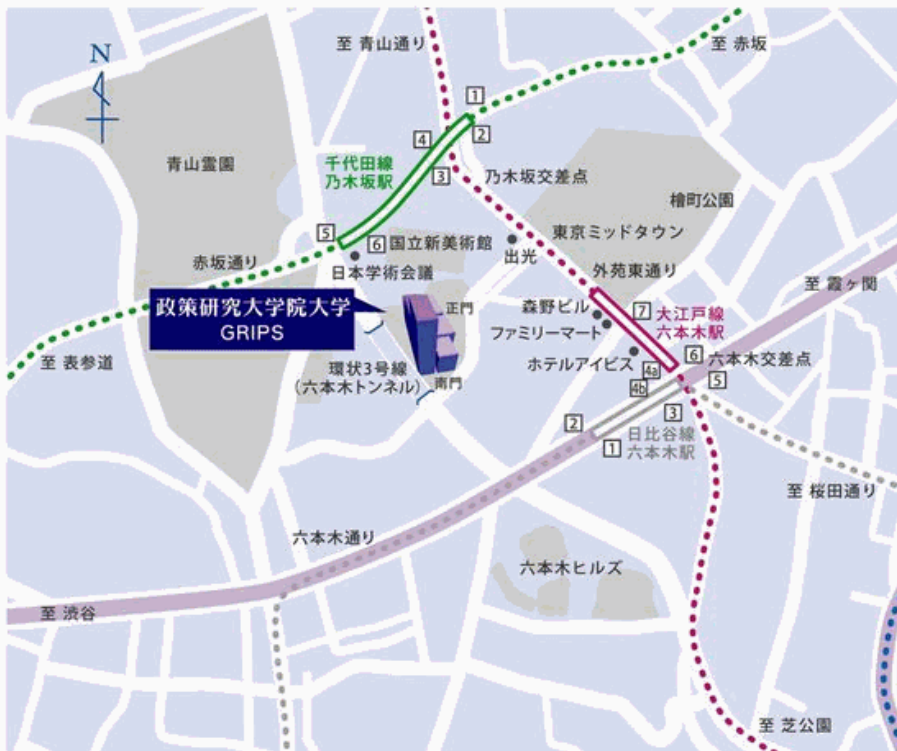 至 青山通り
至 赤坂
N
1
4
2
青山霊園
千代田線
乃木坂駅
3
乃木坂交差点
檜町公園
5
6
国立新美術館
東京ミッドタウン
出光
赤坂通り
日本学術会議
外苑東通り
至 霞ヶ関
政策研究大学院大学
GRIPS
正門
森野ビル
7
大江戸線
六本木駅
ファミリーマート
至 表参道
環状3号線
(六本木トンネル)
南門
ホテルアイビス
4a
6
六本木交差点
4b
5
2
3
1
日比谷線
六本木駅
至 桜田通り
六本木通り
六本木ヒルズ
至 渋谷
至 芝公園